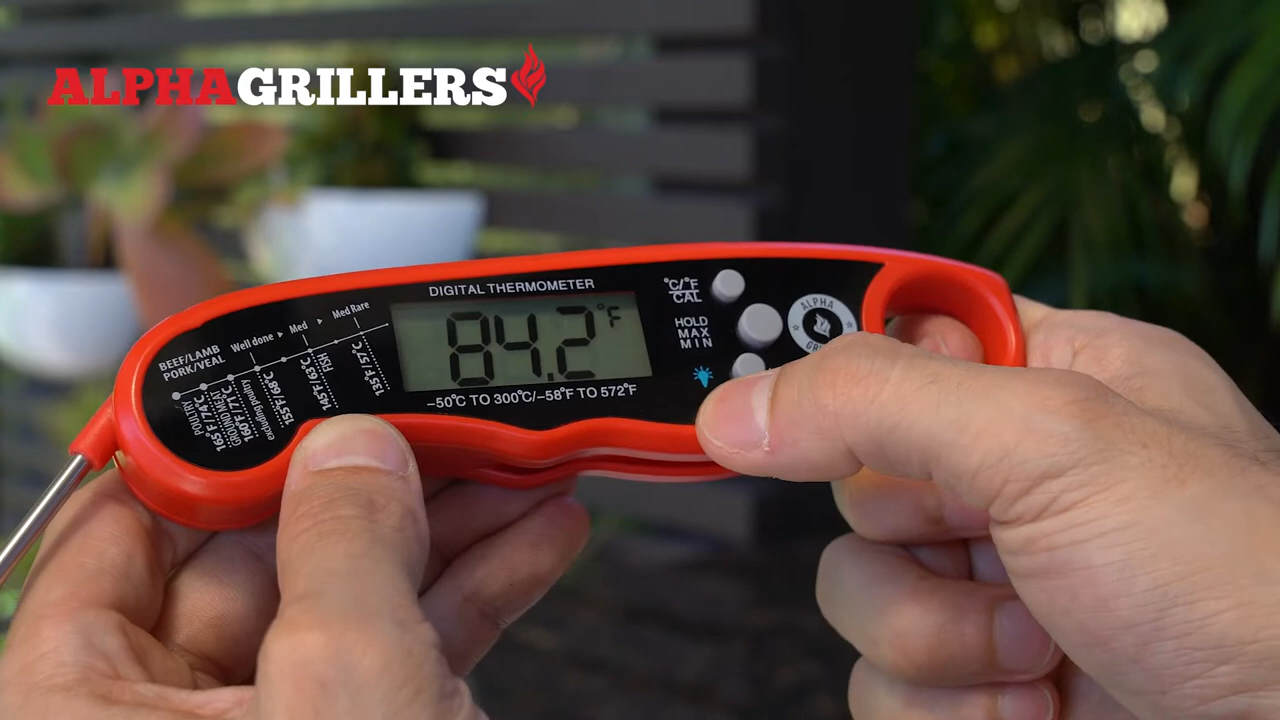 ALPHAGRILLERS
DIGITAL THERMOMETER
84.2°F
-50°C TO 300°C/-58°F TO 572°F
°C/°F
CAL
HOLD
MAX
MIN
ALPHA
BEEF/LAMB
PORK/VEAL
Well done ▸ Med ▸ Med Rare
POULTRY
165°F/74°C
GROUND MEAT
160°F/71°C
excluding poultry
155°F/68°C
FISH
145°F/63°C
135°F/57°C